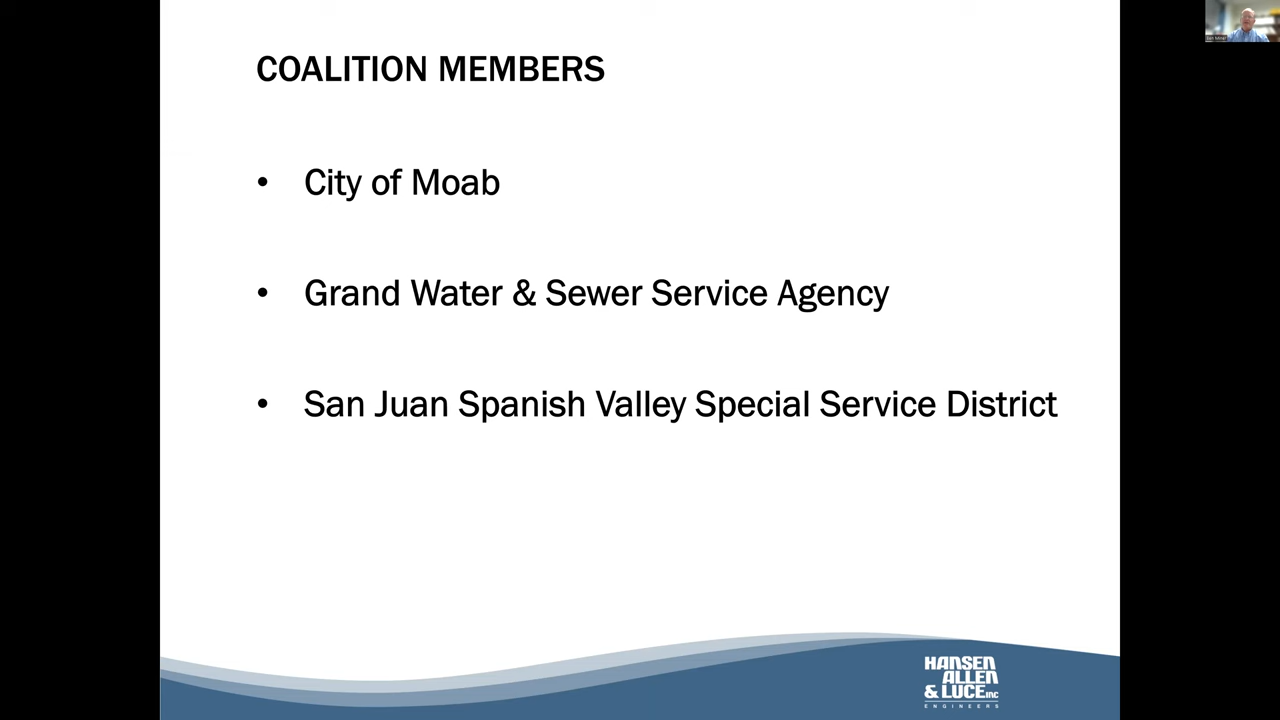 COALITION MEMBERS
• City of Moab
• Grand Water & Sewer Service Agency
• San Juan Spanish Valley Special Service District
HANSEN
ALLEN
& LUCE INC
ENGINEERS